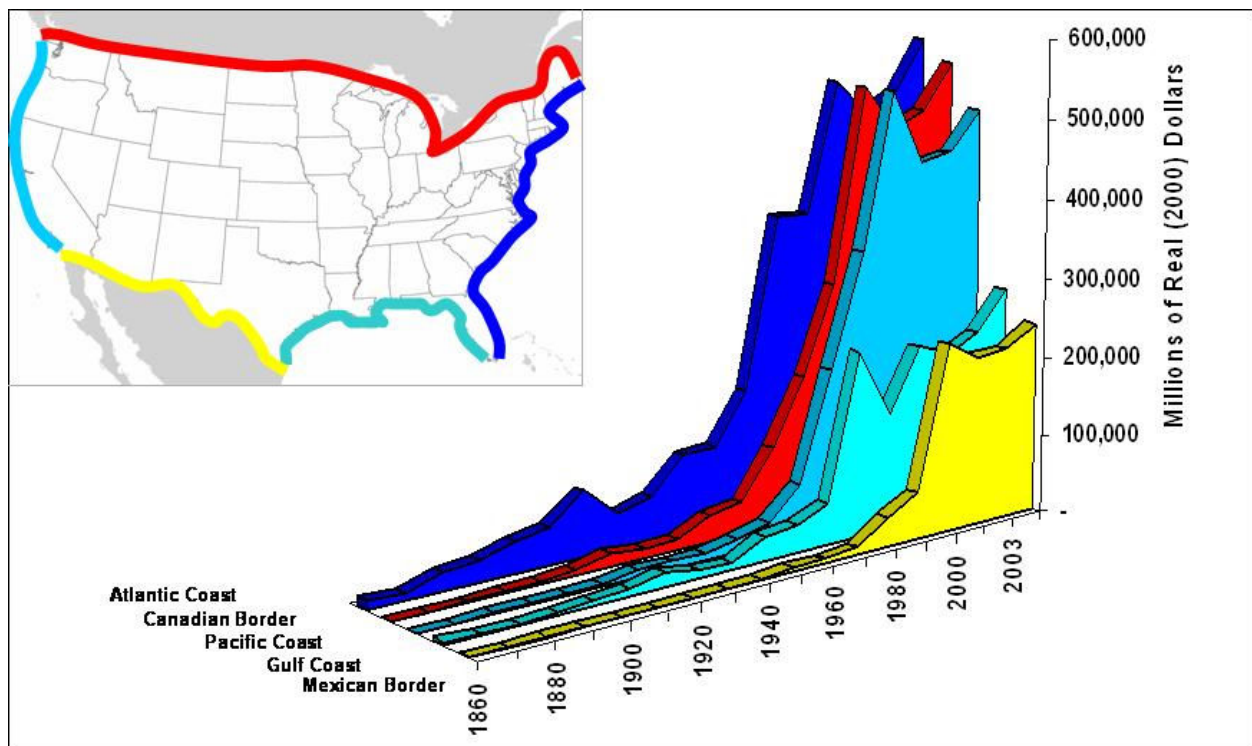 600,000
500,000
400,000
300,000
200,000
100,000
-
Millions of Real (2000) Dollars
Atlantic Coast
Canadian Border
Pacific Coast
Gulf Coast
Mexican Border
1860
1880
1900
1920
1940
1960
1980
2000
2003